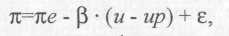 π=πe - β · (u - up) + ε,